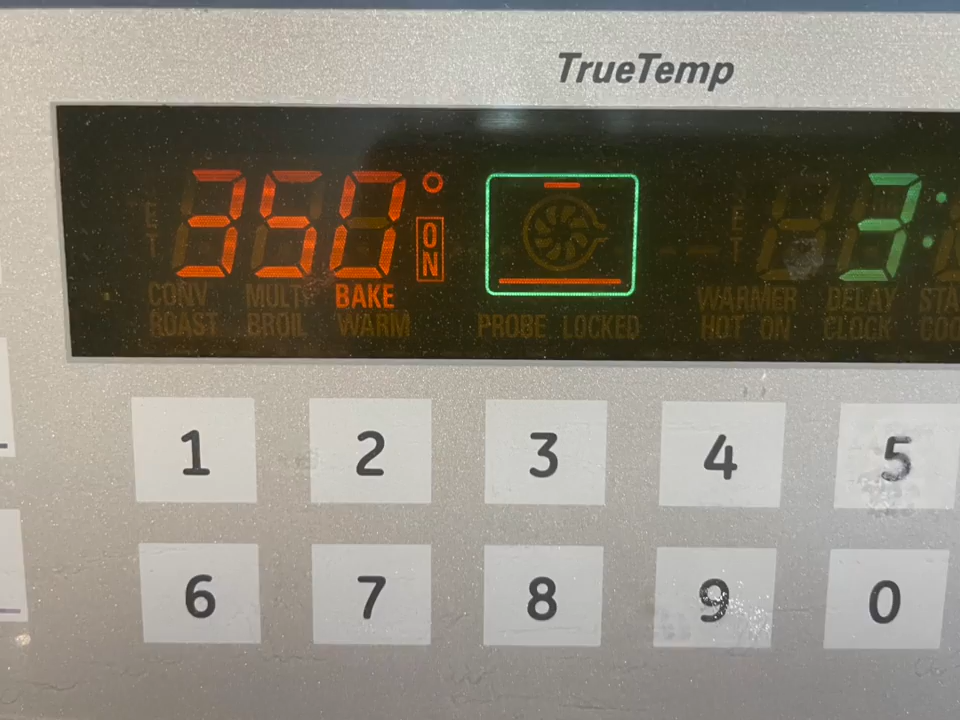 TrueTemp
350° ON 3:
CONV MULTI BAKE WARMER DELAY
ROAST BROIL WARM PROBE LOCKED HOT ON CLOCK
1 2 3 4 5
6 7 8 9 0